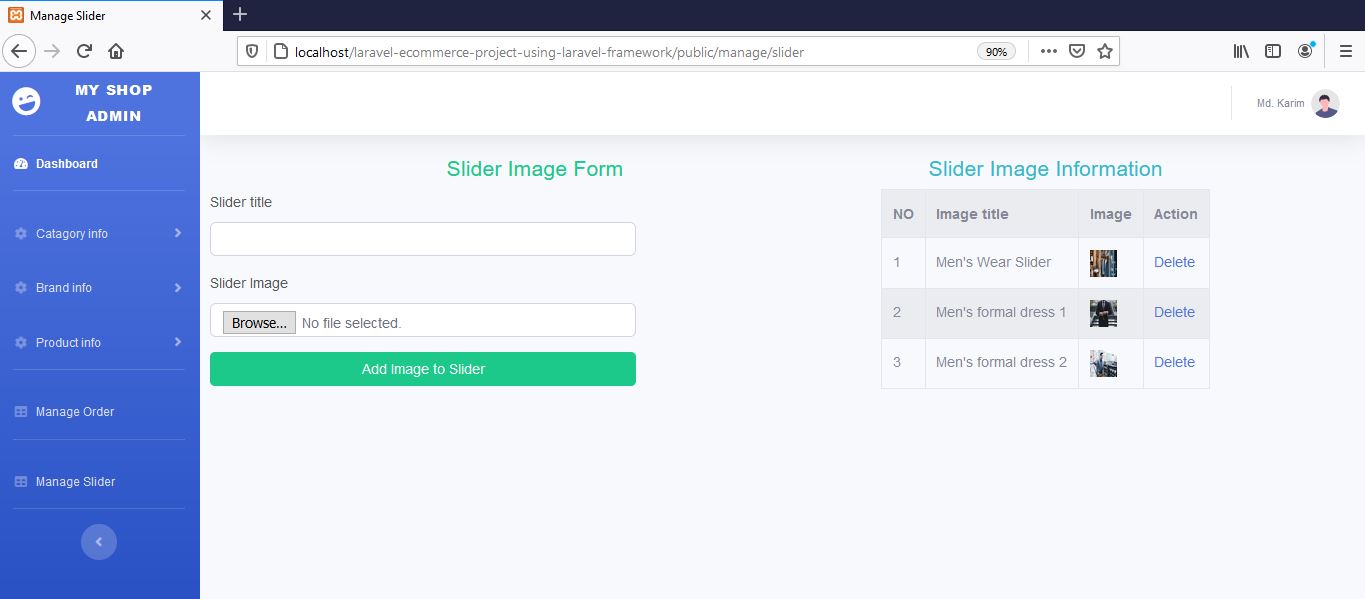 Manage Slider
localhost/laravel-ecommerce-project-using-laravel-framework/public/manage/slider
90%
MY SHOP
ADMIN
Md. Karim
Dashboard
Catagory info
Brand info
Product info
Manage Order
Manage Slider
Slider Image Form
Slider title
Slider Image
Browse... No file selected.
Add Image to Slider
Slider Image Information
NO Image title Image Action
1 Men's Wear Slider Delete
2 Men's formal dress 1 Delete
3 Men's formal dress 2 Delete